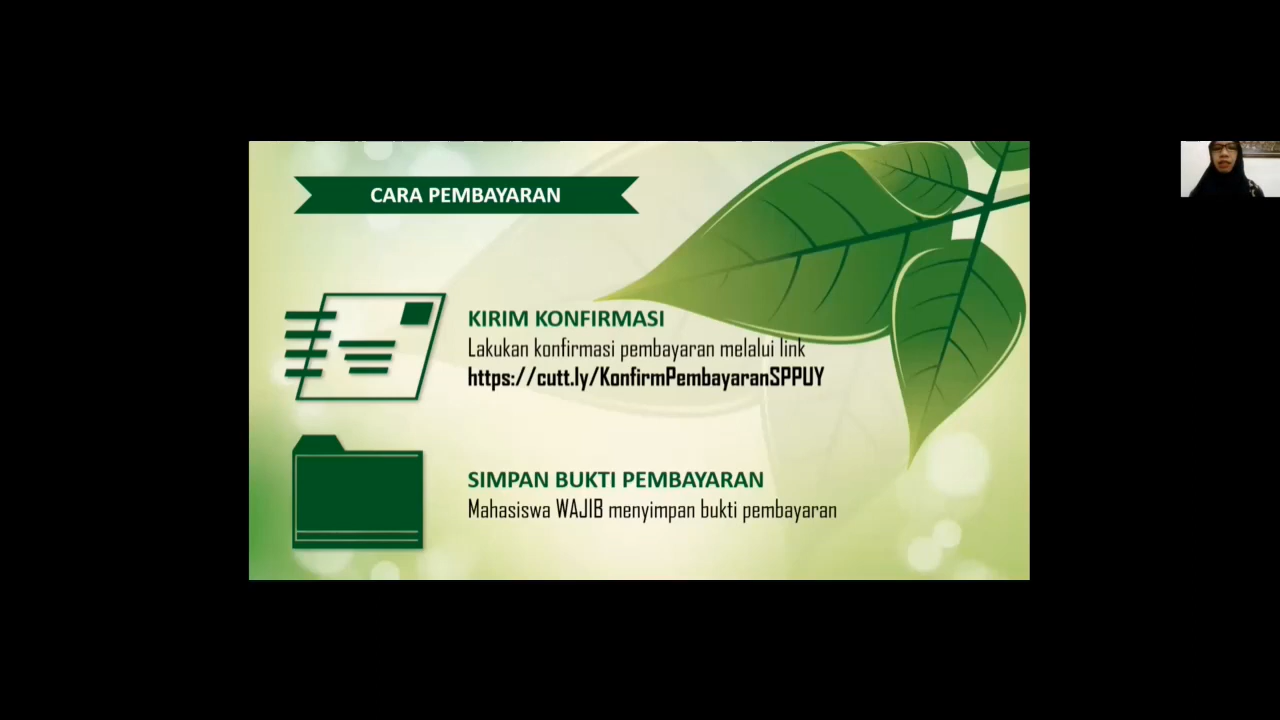 CARA PEMBAYARAN
KIRIM KONFIRMASI
Lakukan konfirmasi pembayaran melalui link
https://cutt.ly/KonfirmPembayaranSPPUY
SIMPAN BUKTI PEMBAYARAN
Mahasiswa WAJIB menyimpan bukti pembayaran